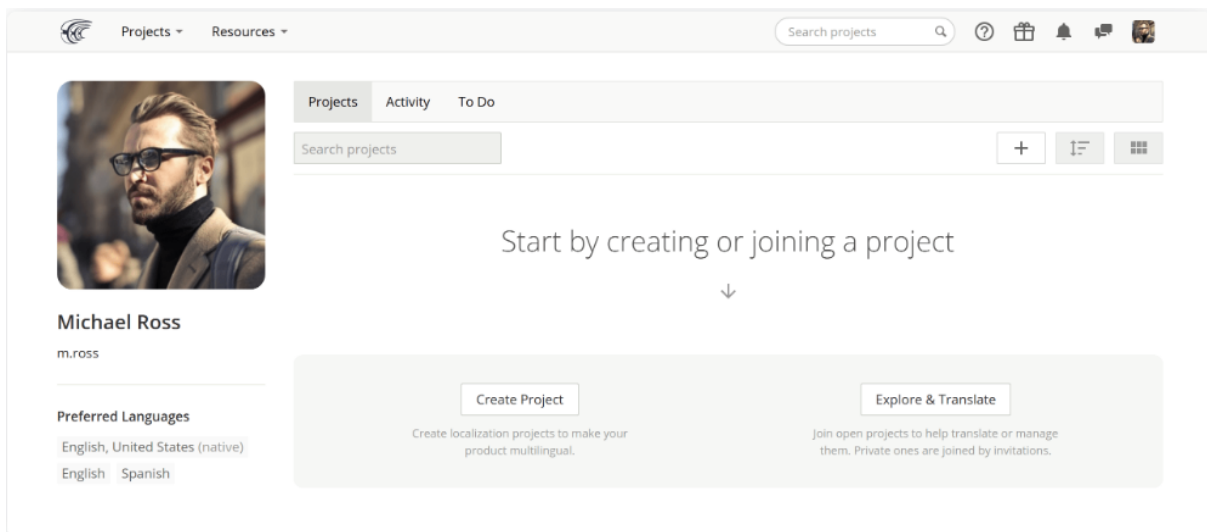 Projects
Resources
Search projects
Projects
Activity
To Do
Search projects
Start by creating or joining a project
Michael Ross
m.ross
Preferred Languages
English, United States (native)
English
Spanish
Create Project
Create localization projects to make your
product multilingual.
Explore & Translate
Join open projects to help translate or manage
them. Private ones are joined by invitations.